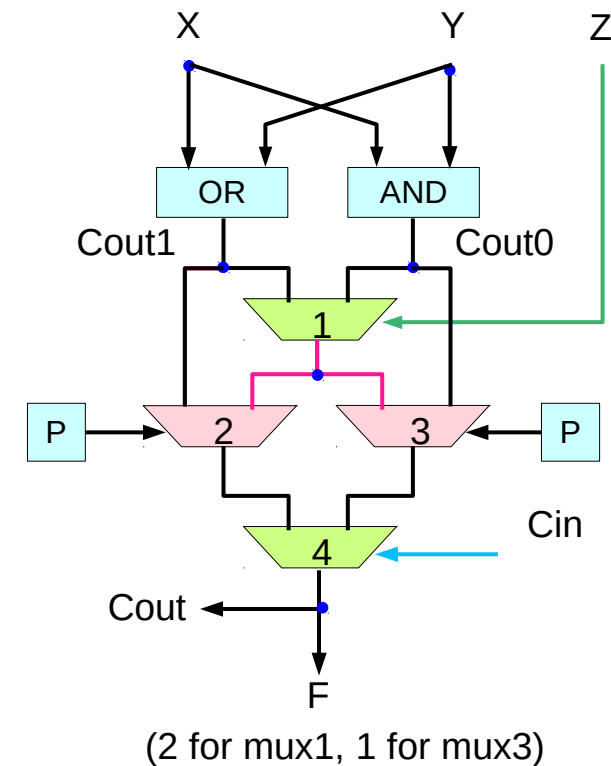 X Y Z
OR AND
Cout1 Cout0
1
P 2 3 P
Cin
4
Cout
F
(2 for mux1, 1 for mux3)